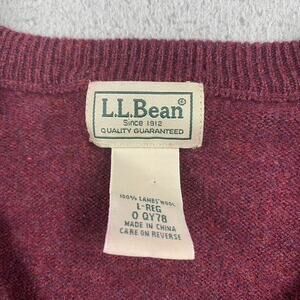 L.L.Bean®
Since 1912
QUALITY GUARANTEED
100% LAMBS' WOOL
L-REG
0 QY78
MADE IN CHINA
CARE ON REVERSE